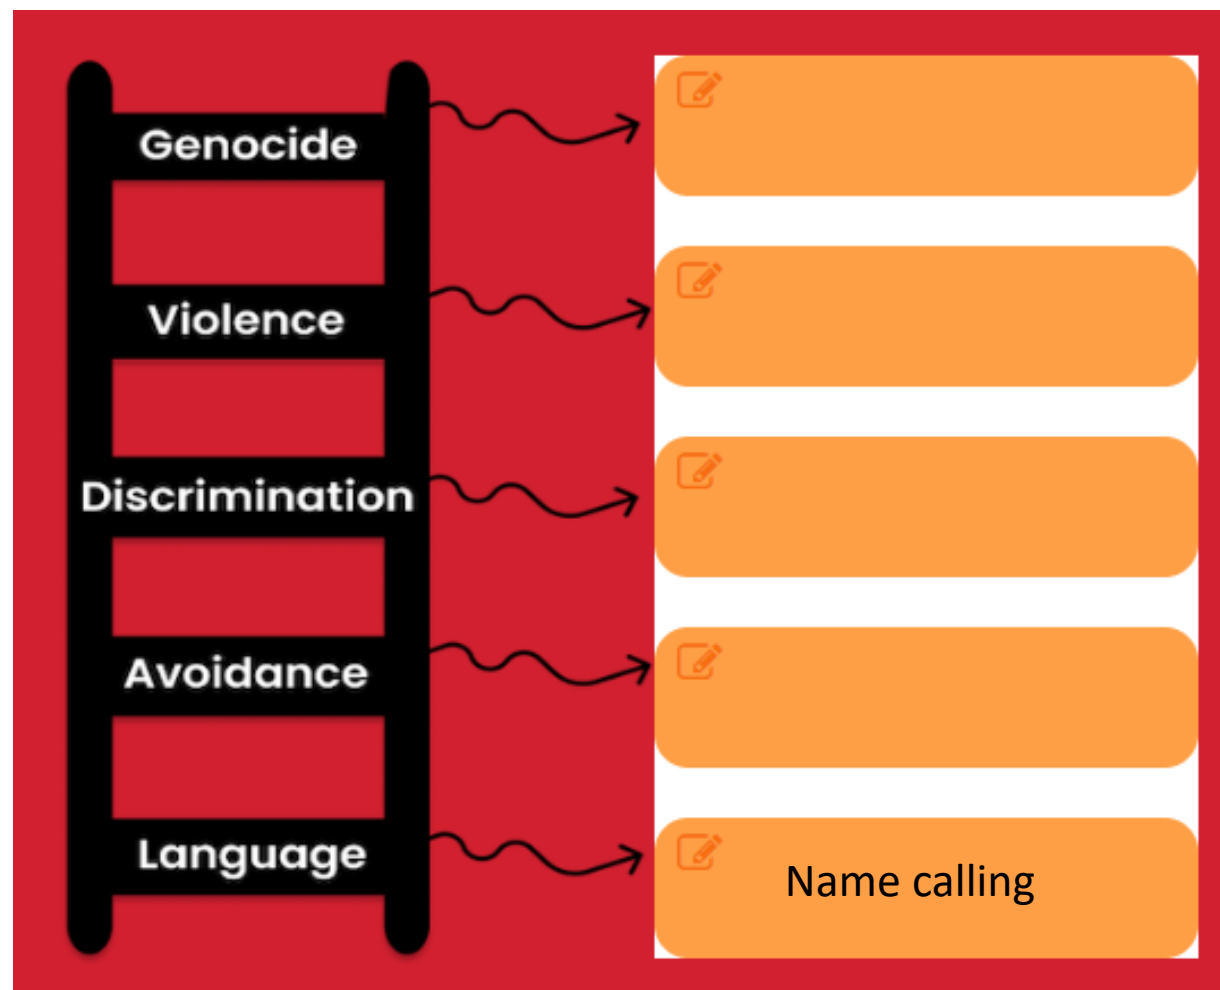 Genocide
Violence
Discrimination
Avoidance
Language
Name calling